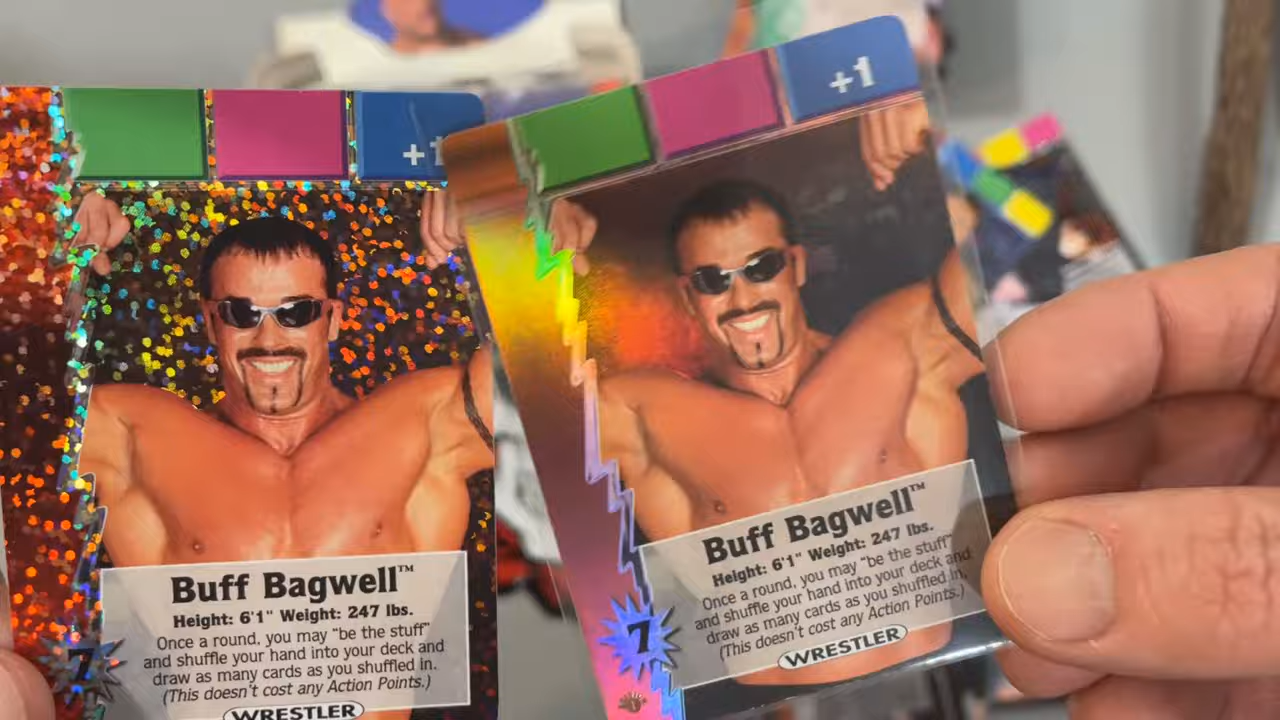 +1
Buff Bagwell™
Height: 6'1" Weight: 247 lbs.
Once a round, you may "be the stuff"
and shuffle your hand into your deck and
draw as many cards as you shuffled in.
(This doesn't cost any Action Points.)
7
WRESTLER
+1
Buff Bagwell™
Height: 6'1" Weight: 247 lbs.
Once a round, you may "be the stuff"
and shuffle your hand into your deck and
draw as many cards as you shuffled in.
(This doesn't cost any Action Points.)
7
WRESTLER